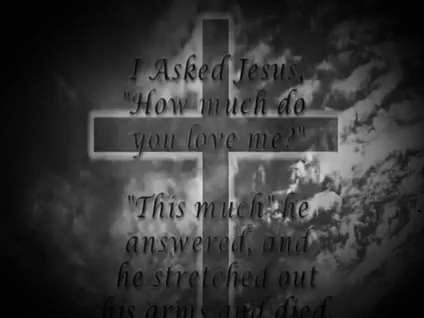 I Asked Jesus,
"How much do
you love me?"
"This much" he
answered, and
he stretched out
his arms and died.